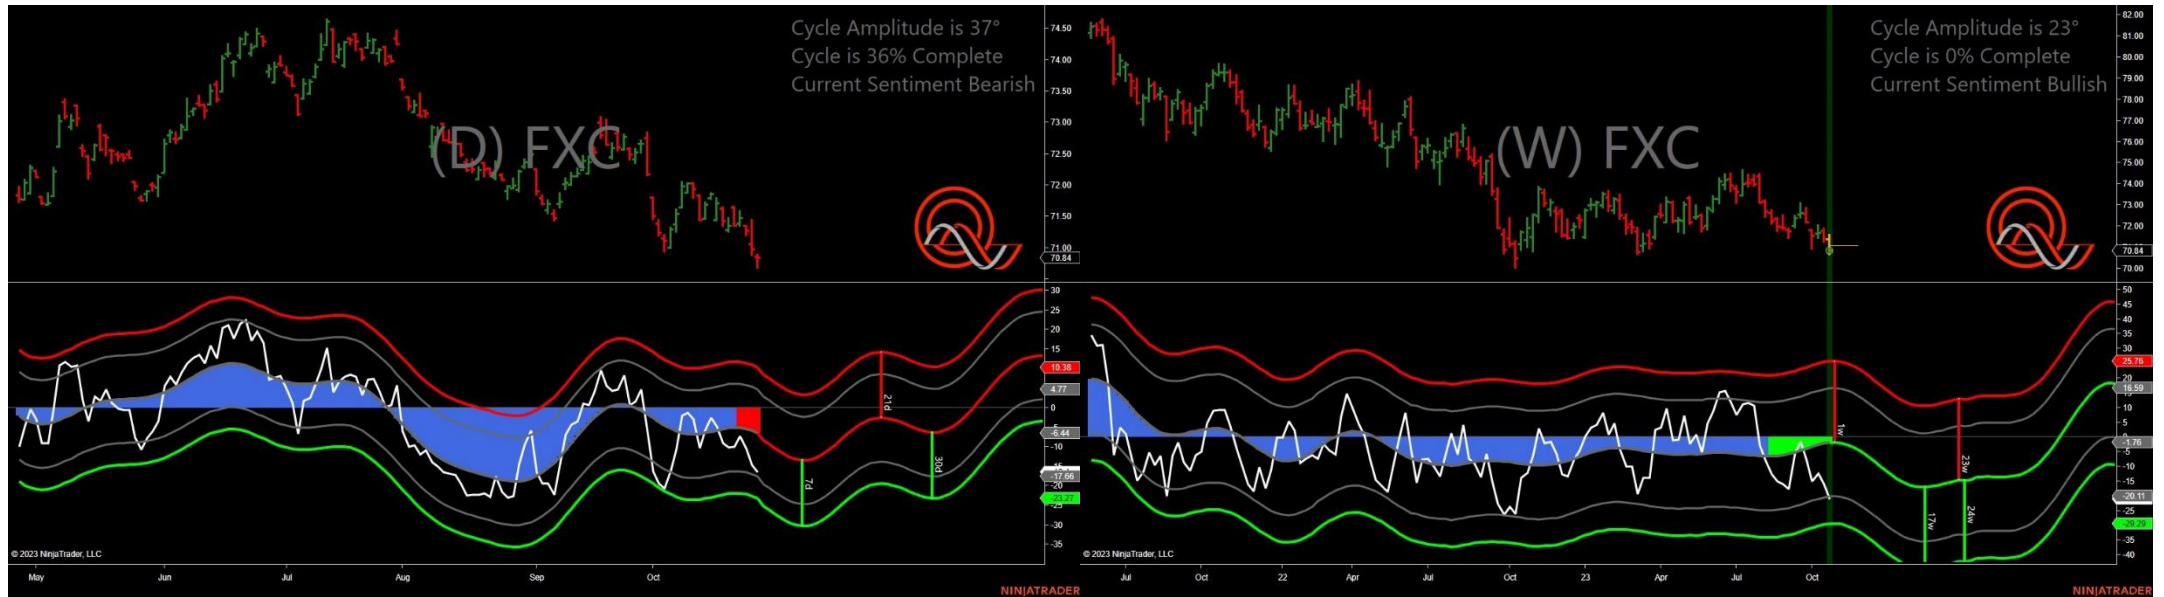 Cycle Amplitude is 37°
Cycle is 36% Complete
Current Sentiment Bearish
(D) FXC
74.50
74.00
73.50
73.00
72.50
72.00
71.50
71.00
70.84
30
25
20
15
10.38
4.77
0
-6.44
-10
-17.66
-20
-23.27
-30
-35
21d
7d
30d
© 2023 NinjaTrader, LLC
May Jun Jul Aug Sep Oct
NINJATRADER
Cycle Amplitude is 23°
Cycle is 0% Complete
Current Sentiment Bullish
(W) FXC
82.00
81.00
80.00
79.00
78.00
77.00
76.00
75.00
74.00
73.00
72.00
70.84
70.00
50
45
40
35
30
25.76
20
16.59
10
5
-1.76
-5
-10
-15
-20.11
-25
-29.29
-35
-40
1w
23w
17w
24w
© 2023 NinjaTrader, LLC
Jul Oct 22 Apr Jul Oct 23 Apr Jul Oct
NINJATRADER